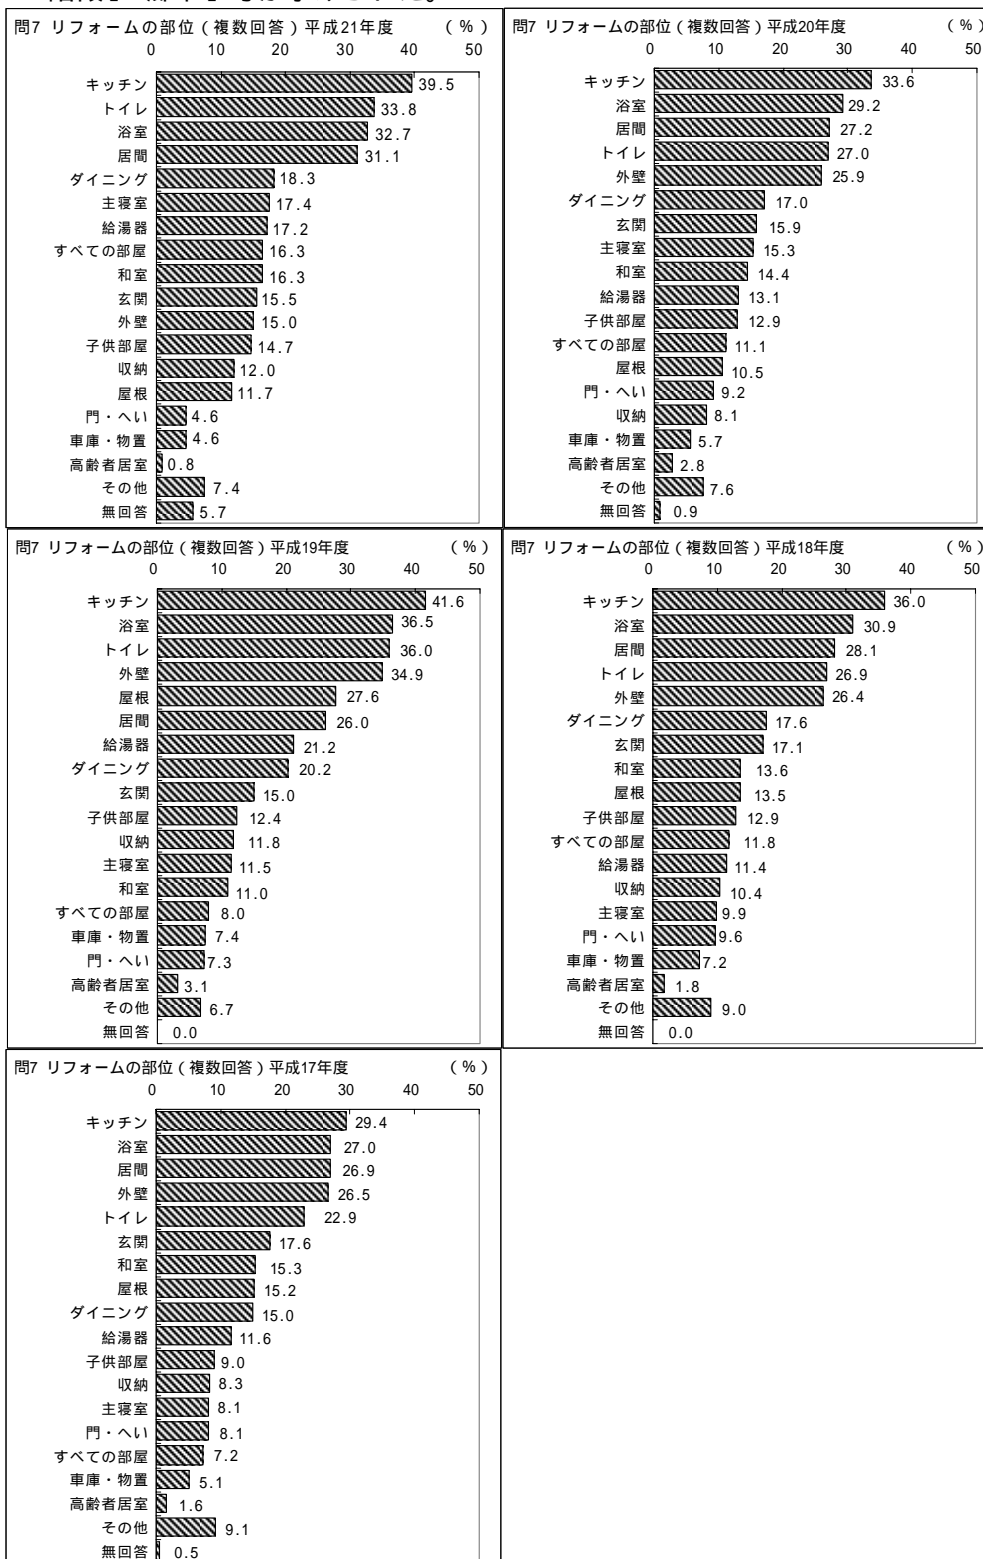 問7 リフォームの部位(複数回答)平成21年度 (%)
0 10 20 30 40 50
キッチン 39.5
トイレ 33.8
浴室 32.7
居間 31.1
ダイニング 18.3
主寝室 17.4
給湯器 17.2
すべての部屋 16.3
和室 16.3
玄関 15.5
外壁 15.0
子供部屋 14.7
収納 12.0
屋根 11.7
門・へい 4.6
車庫・物置 4.6
高齢者居室 0.8
その他 7.4
無回答 5.7
問7 リフォームの部位(複数回答)平成20年度 (%)
0 10 20 30 40 50
キッチン 33.6
浴室 29.2
居間 27.2
トイレ 27.0
外壁 25.9
ダイニング 17.0
玄関 15.9
主寝室 15.3
和室 14.4
給湯器 13.1
子供部屋 12.9
すべての部屋 11.1
屋根 10.5
門・へい 9.2
収納 8.1
車庫・物置 5.7
高齢者居室 2.8
その他 7.6
無回答 0.9
問7 リフォームの部位(複数回答)平成19年度 (%)
0 10 20 30 40 50
キッチン 41.6
浴室 36.5
トイレ 36.0
外壁 34.9
屋根 27.6
居間 26.0
給湯器 21.2
ダイニング 20.2
玄関 15.0
子供部屋 12.4
収納 11.8
主寝室 11.5
和室 11.0
すべての部屋 8.0
車庫・物置 7.4
門・へい 7.3
高齢者居室 3.1
その他 6.7
無回答 0.0
問7 リフォームの部位(複数回答)平成18年度 (%)
0 10 20 30 40 50
キッチン 36.0
浴室 30.9
居間 28.1
トイレ 26.9
外壁 26.4
ダイニング 17.6
玄関 17.1
和室 13.6
屋根 13.5
子供部屋 12.9
すべての部屋 11.8
給湯器 11.4
収納 10.4
主寝室 9.9
門・へい 9.6
車庫・物置 7.2
高齢者居室 1.8
その他 9.0
無回答 0.0
問7 リフォームの部位(複数回答)平成17年度 (%)
0 10 20 30 40 50
キッチン 29.4
浴室 27.0
居間 26.9
外壁 26.5
トイレ 22.9
玄関 17.6
和室 15.3
屋根 15.2
ダイニング 15.0
給湯器 11.6
子供部屋 9.0
収納 8.3
主寝室 8.1
門・へい 8.1
すべての部屋 7.2
車庫・物置 5.1
高齢者居室 1.6
その他 9.1
無回答 0.5